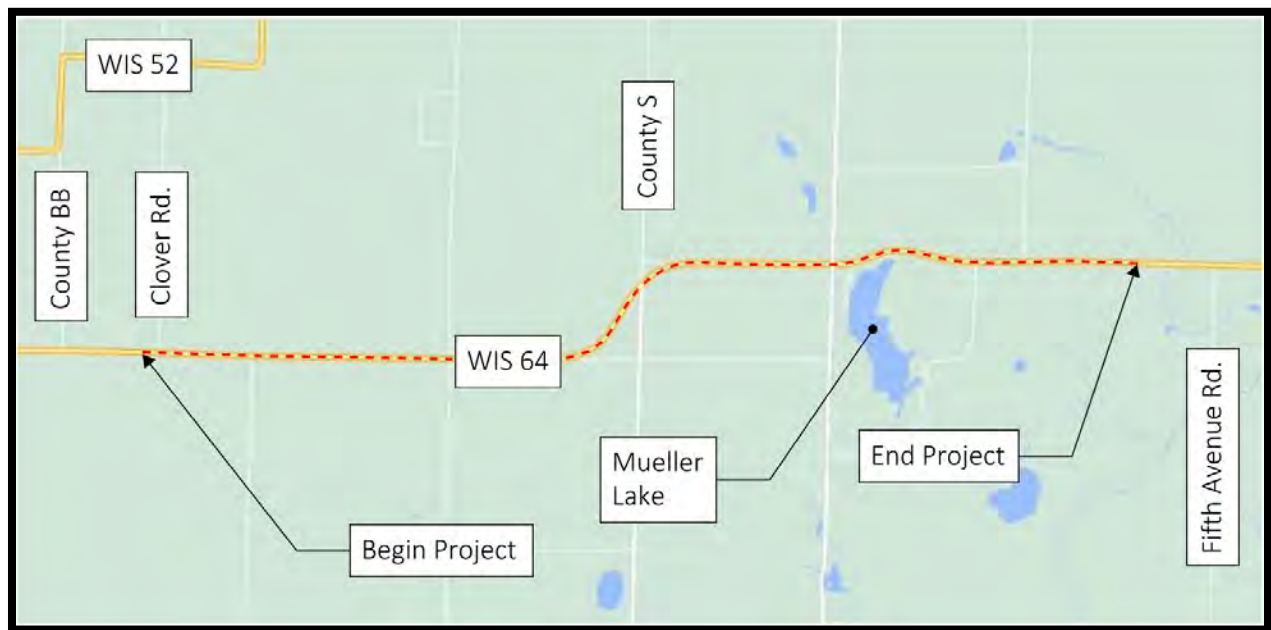 WIS 52
County S
County BB
Clover Rd.
WIS 64
Mueller
Lake
End Project
Fifth Avenue Rd.
Begin Project